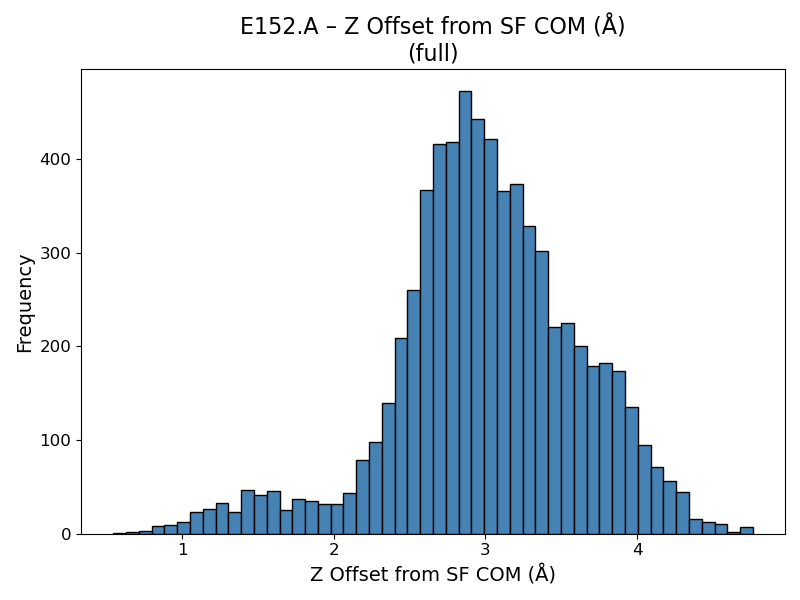 E152.A – Z Offset from SF COM (Å)
(full)
Frequency
400
300
200
100
0
1 2 3 4
Z Offset from SF COM (Å)